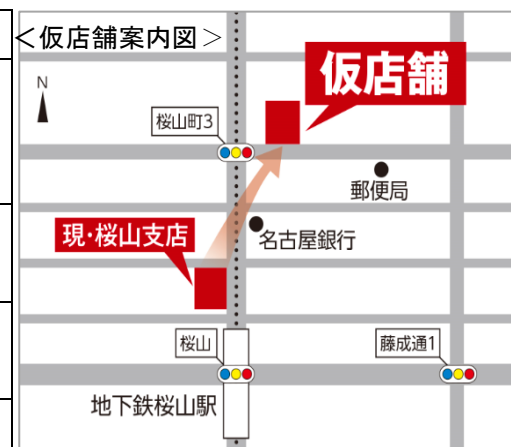 ＜仮店舗案内図＞
仮店舗
N
桜山町3
郵便局
現・桜山支店
名古屋銀行
桜山
藤成通1
地下鉄桜山駅